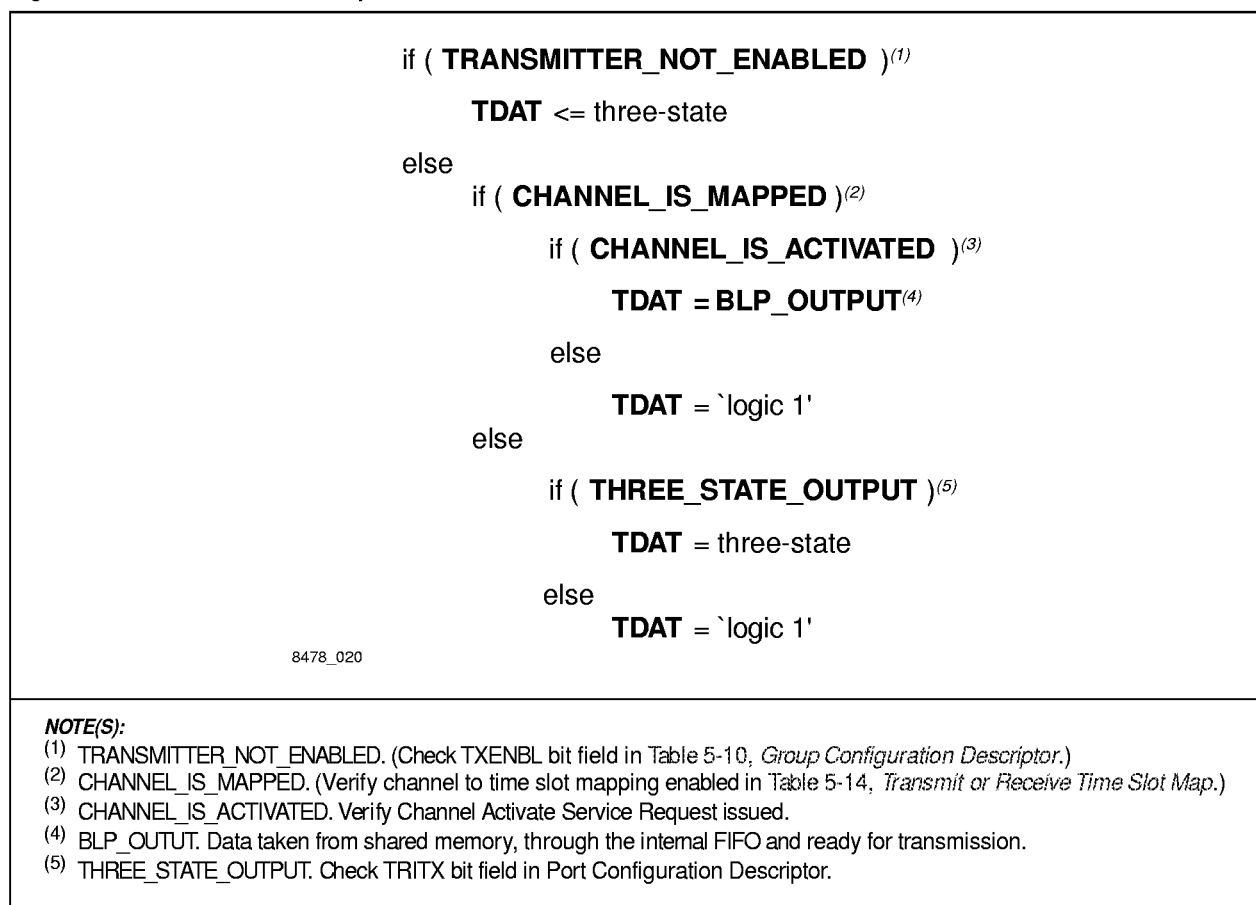 if ( TRANSMITTER_NOT_ENABLED )(1)
TDAT <= three-state
else
if ( CHANNEL_IS_MAPPED )(2)
if ( CHANNEL_IS_ACTIVATED )(3)
TDAT = BLP_OUTPUT(4)
else
TDAT = `logic 1'
else
if ( THREE_STATE_OUTPUT )(5)
TDAT = three-state
else
TDAT = `logic 1'
8478_020
NOTE(S):
(1) TRANSMITTER_NOT_ENABLED. (Check TXENBL bit field in Table 5-10, Group Configuration Descriptor.)
(2) CHANNEL_IS_MAPPED. (Verify channel to time slot mapping enabled in Table 5-14, Transmit or Receive Time Slot Map.)
(3) CHANNEL_IS_ACTIVATED. Verify Channel Activate Service Request issued.
(4) BLP_OUTUT. Data taken from shared memory, through the internal FIFO and ready for transmission.
(5) THREE_STATE_OUTPUT. Check TRITX bit field in Port Configuration Descriptor.